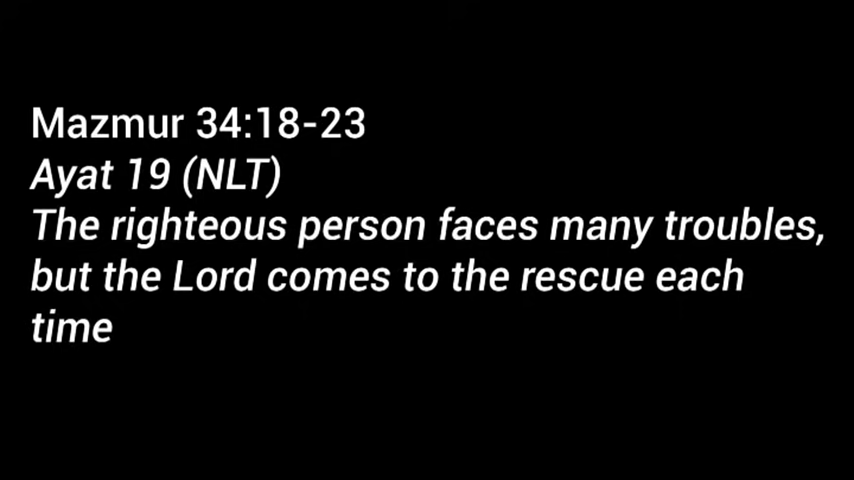 Mazmur 34:18-23
Ayat 19 (NLT)
The righteous person faces many troubles,
but the Lord comes to the rescue each
time